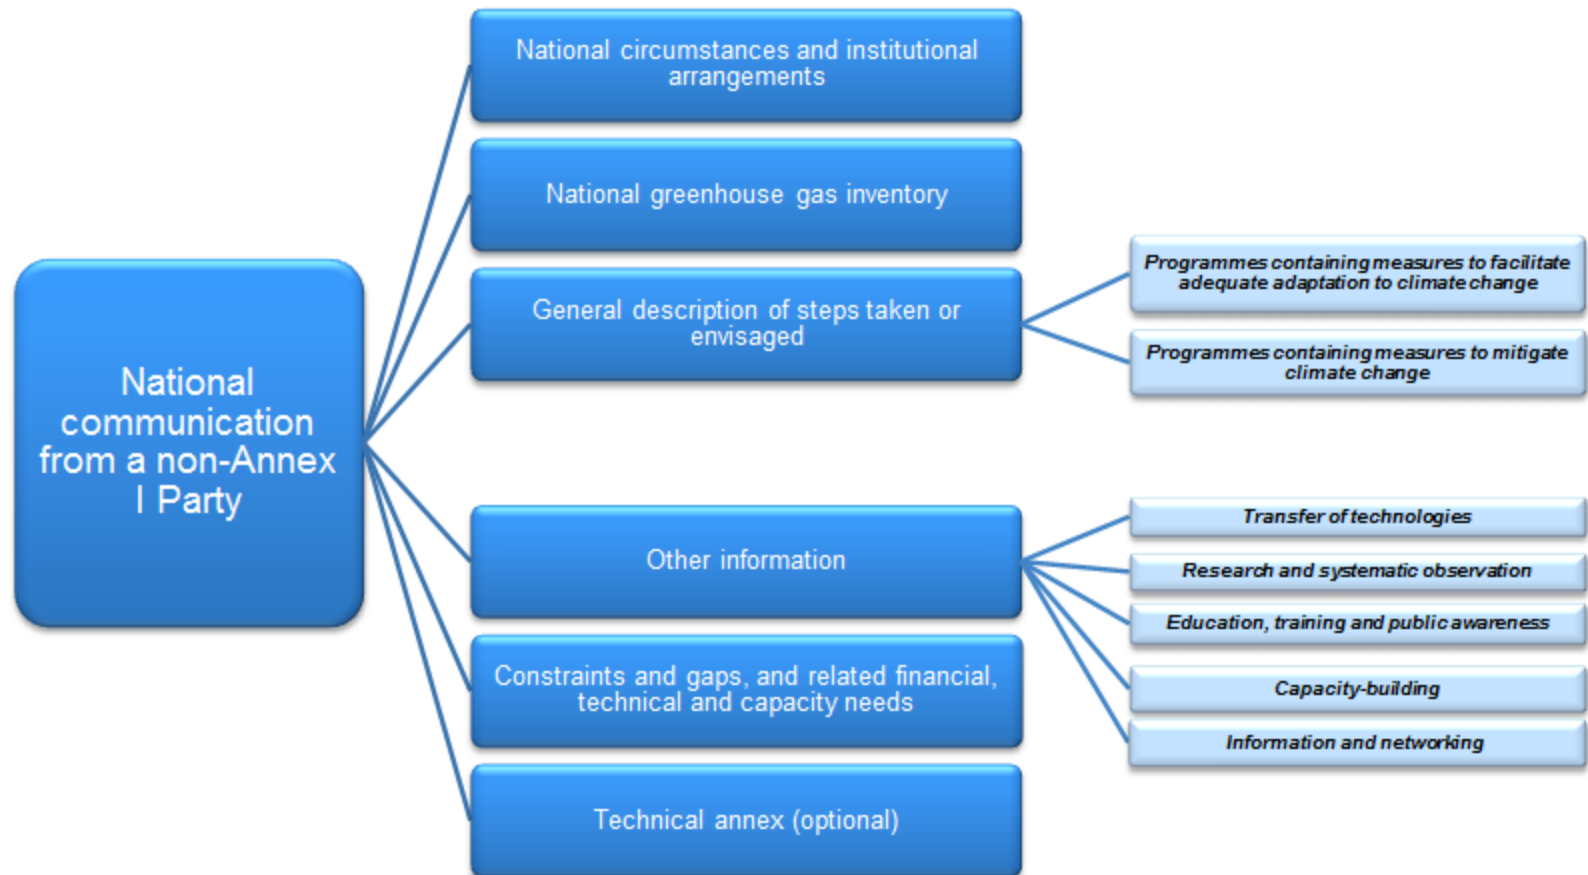 National
communication
from a non-Annex
I Party
National circumstances and institutional
arrangements
National greenhouse gas inventory
General description of steps taken or
envisaged
Programmes containing measures to facilitate
adequate adaptation to climate change
Programmes containing measures to mitigate
climate change
Other information
Transfer of technologies
Research and systematic observation
Education, training and public awareness
Capacity-building
Information and networking
Constraints and gaps, and related financial,
technical and capacity needs
Technical annex (optional)